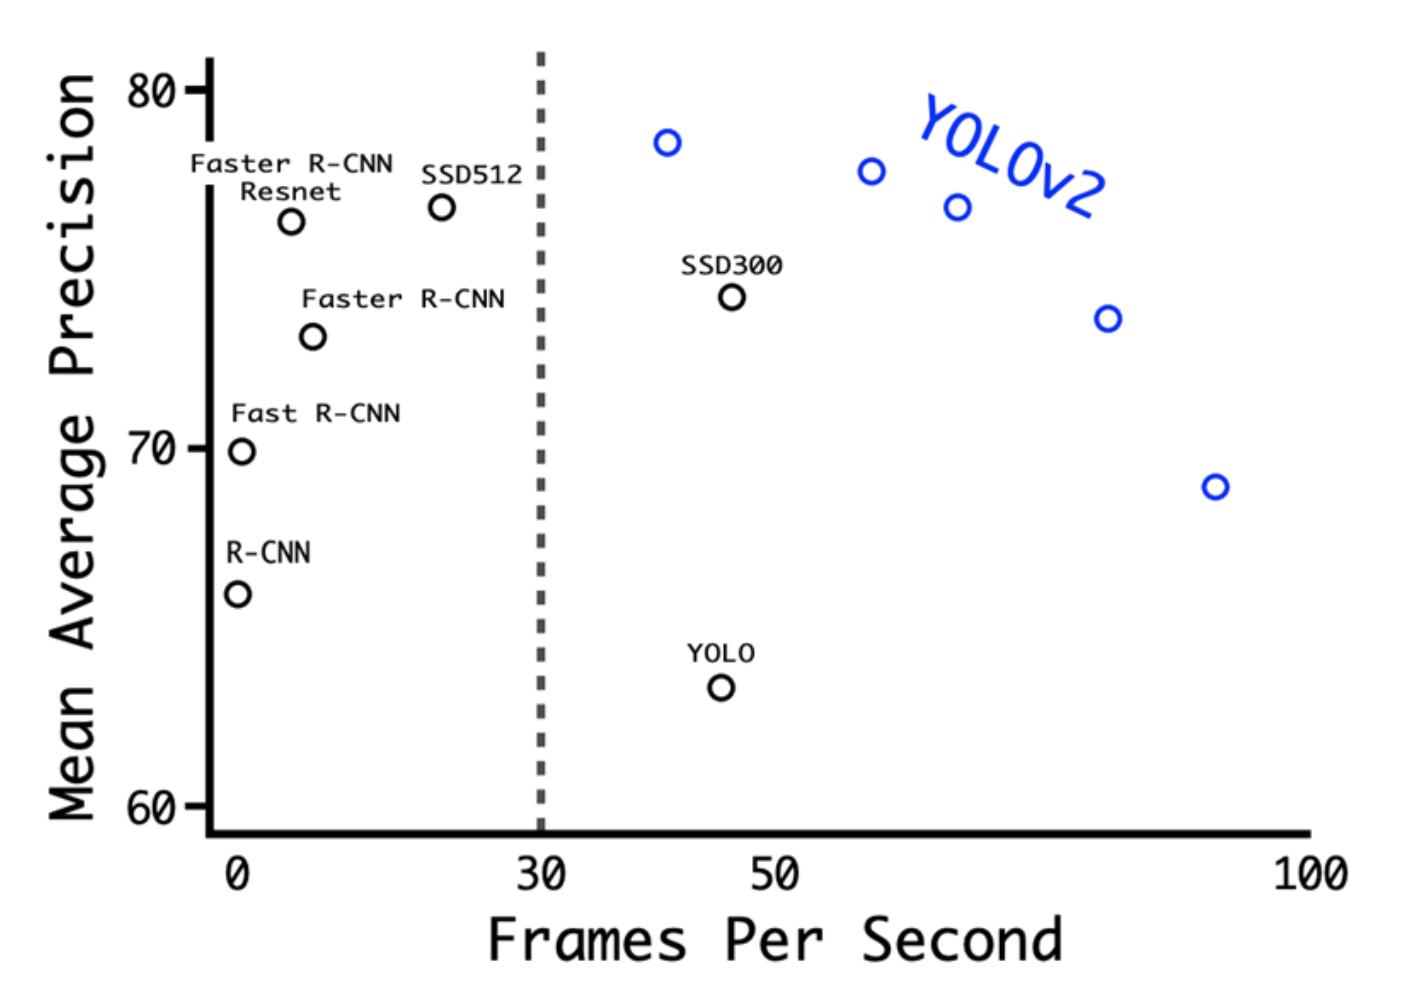 Mean Average Precision
80
70
60
Faster R-CNN
Resnet
SSD512
YOLOv2
SSD300
Faster R-CNN
Fast R-CNN
R-CNN
YOLO
0
30
50
100
Frames Per Second